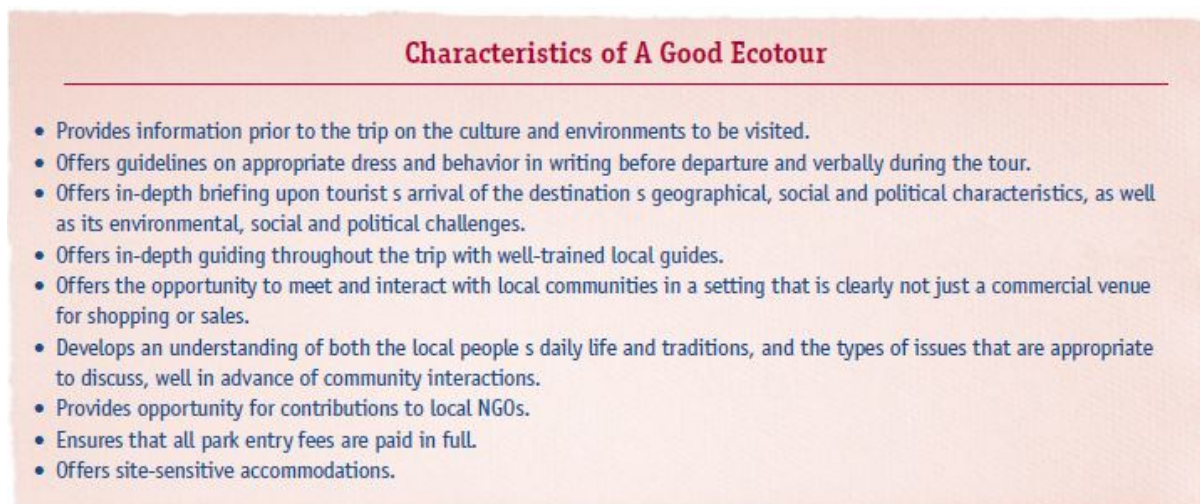 Characteristics of A Good Ecotour
• Provides information prior to the trip on the culture and environments to be visited.
• Offers guidelines on appropriate dress and behavior in writing before departure and verbally during the tour.
• Offers in-depth briefing upon tourist s arrival of the destination s geographical, social and political characteristics, as well
as its environmental, social and political challenges.
• Offers in-depth guiding throughout the trip with well-trained local guides.
• Offers the opportunity to meet and interact with local communities in a setting that is clearly not just a commercial venue
for shopping or sales.
• Develops an understanding of both the local people s daily life and traditions, and the types of issues that are appropriate
to discuss, well in advance of community interactions.
• Provides opportunity for contributions to local NGOs.
• Ensures that all park entry fees are paid in full.
• Offers site-sensitive accommodations.